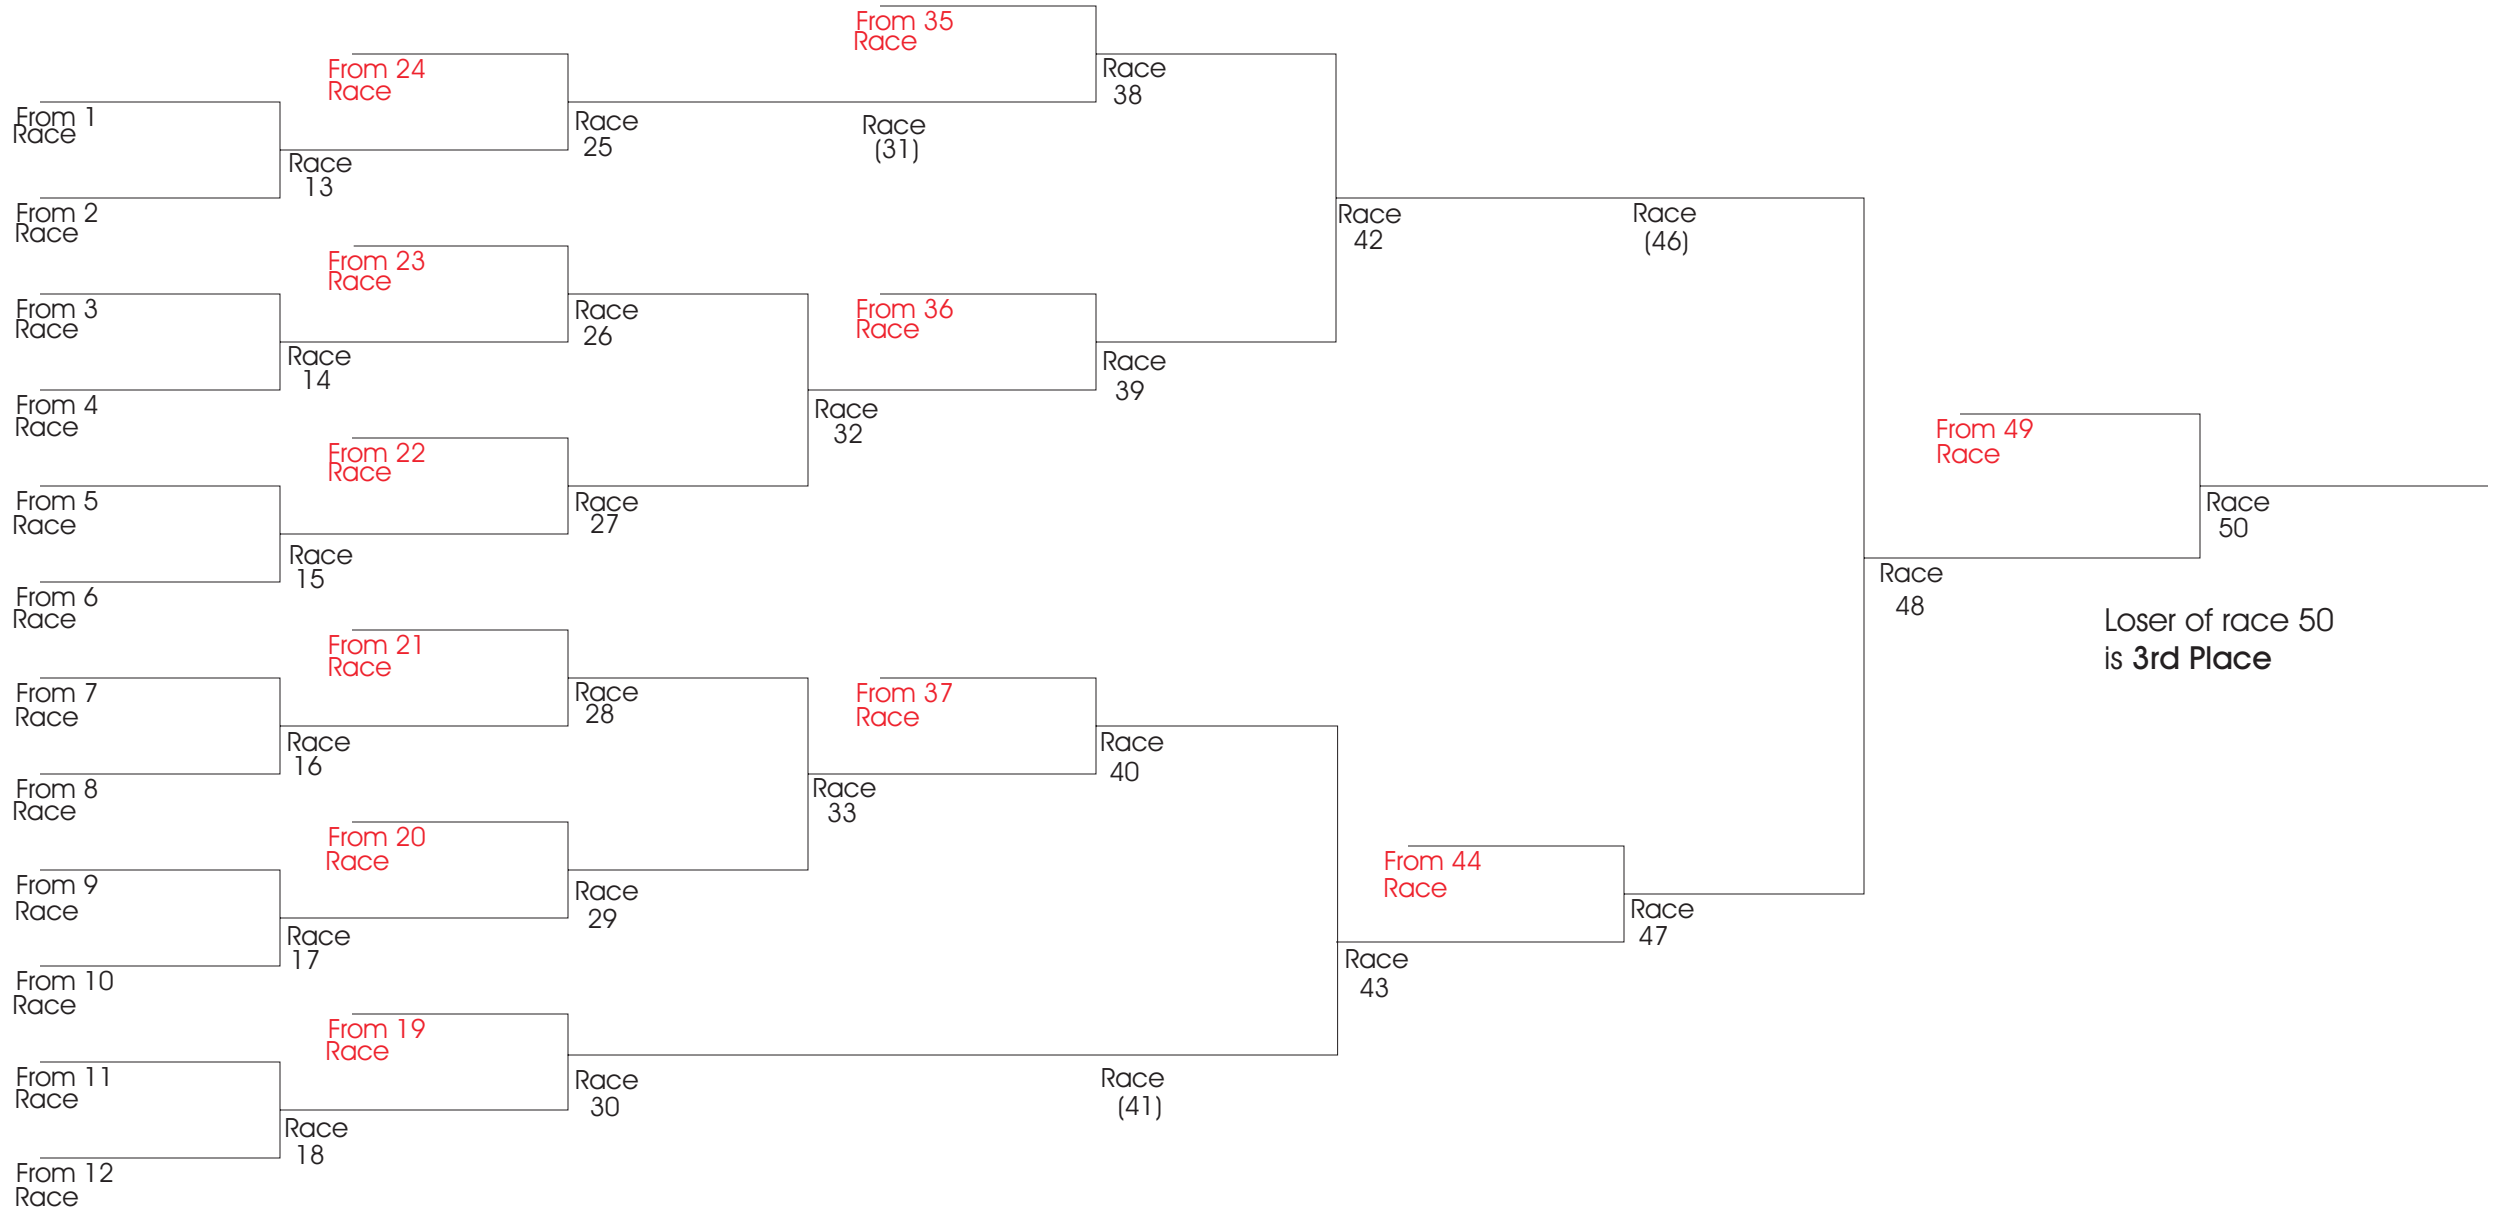 From 35
Race
From 24
Race
Race
38
From 1
Race
Race
25
Race
(31)
Race
13
From 2
Race
Race
42
Race
(46)
From 23
Race
From 3
Race
Race
26
From 36
Race
Race
14
Race
39
From 4
Race
Race
32
From 22
Race
From 49
Race
From 5
Race
Race
27
Race
50
Race
15
Race
48
From 6
Race
Loser of race 50
is 3rd Place
From 21
Race
From 7
Race
Race
28
From 37
Race
Race
16
Race
40
From 8
Race
Race
33
From 20
Race
From 44
Race
From 9
Race
Race
29
Race
47
Race
17
Race
43
From 10
Race
From 19
Race
From 11
Race
Race
30
Race
(41)
Race
18
From 12
Race